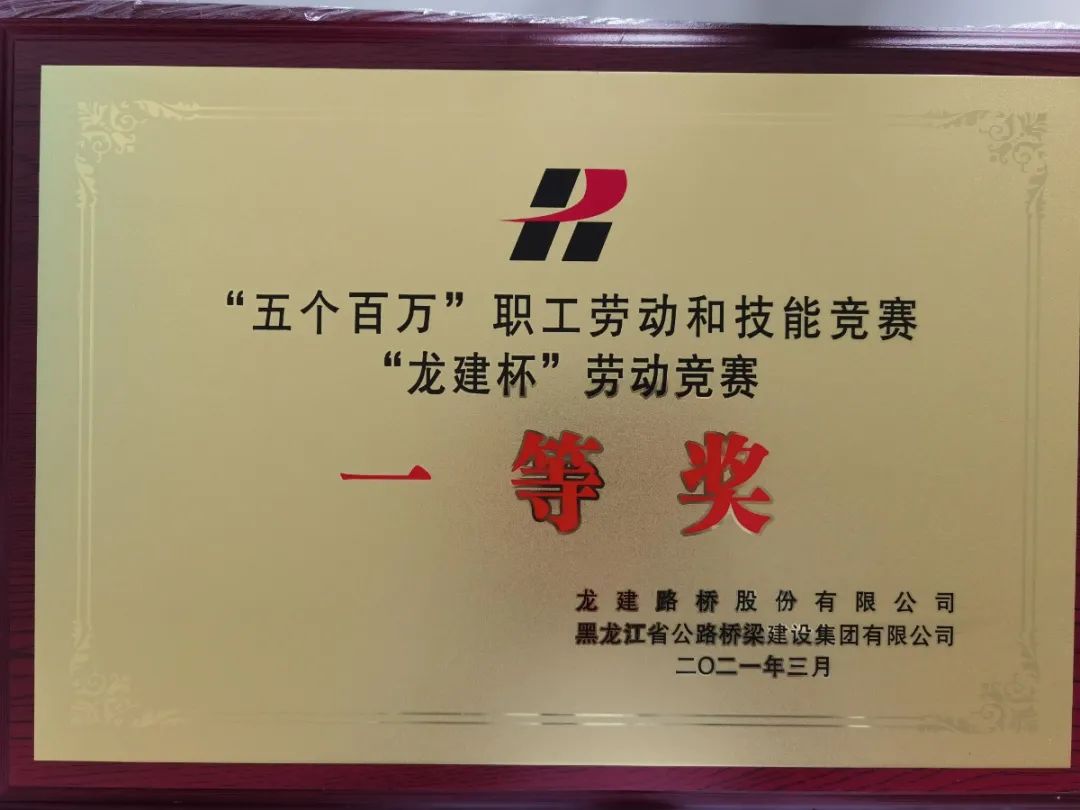 “五个百万”职工劳动和技能竞赛
“龙建杯”劳动竞赛
一等奖
龙建路桥股份有限公司
黑龙江省公路桥梁建设集团有限公司
二〇二一年三月